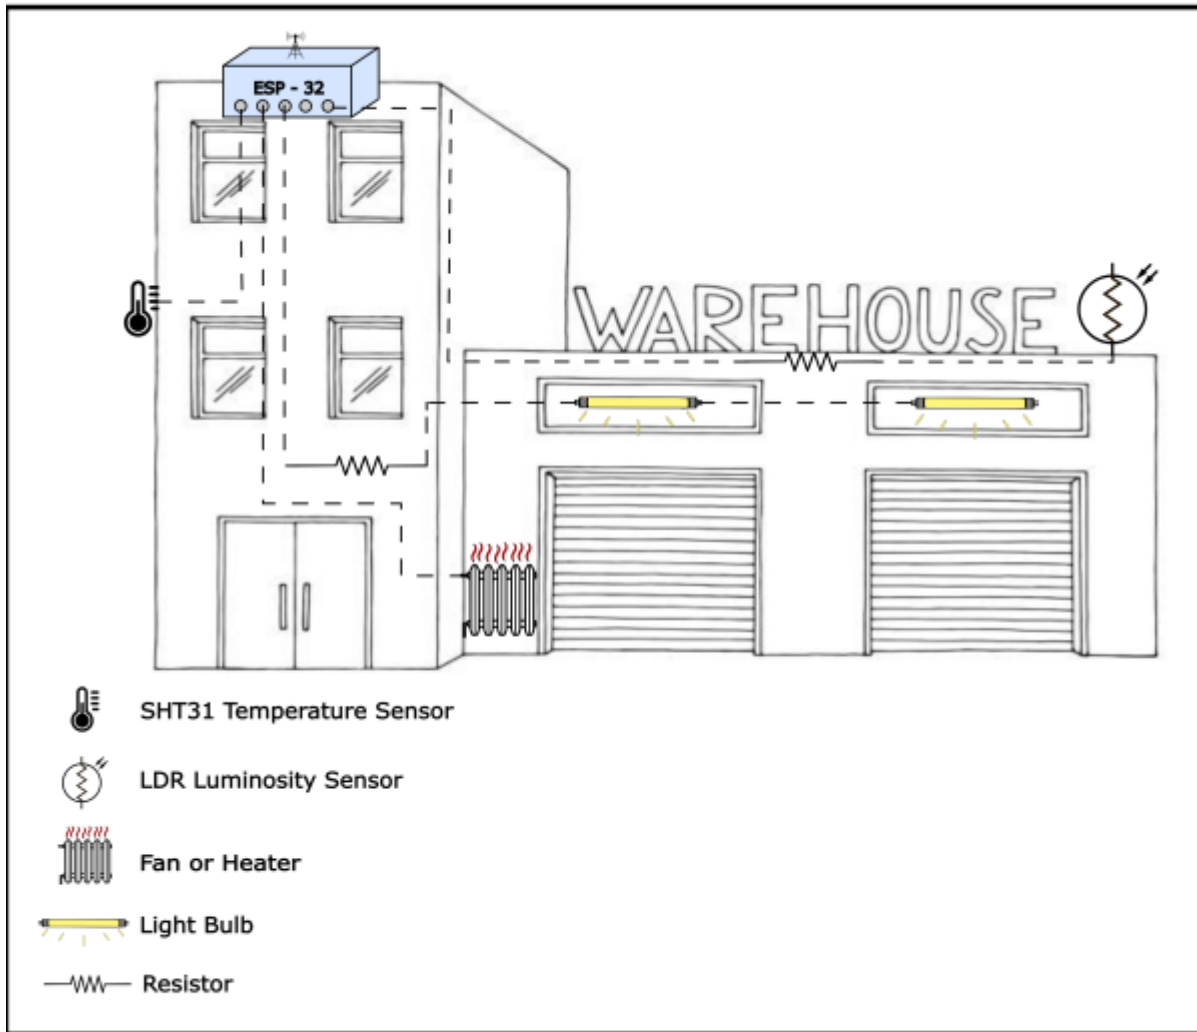 ESP - 32
WAREHOUSE
SHT31 Temperature Sensor
LDR Luminosity Sensor
Fan or Heater
Light Bulb
Resistor